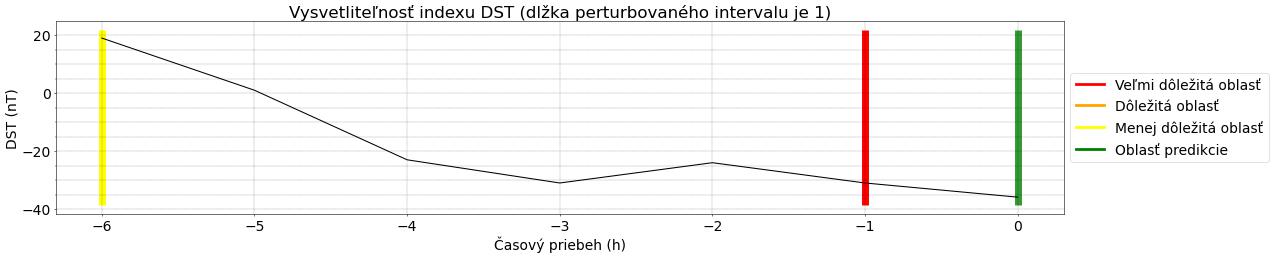 Vysvetliteľnosť indexu DST (dĺžka perturbovaného intervalu je 1)
DST (nT)
20
0
−20
−40
−6 −5 −4 −3 −2 −1 0
Časový priebeh (h)
Veľmi dôležitá oblasť
Dôležitá oblasť
Menej dôležitá oblasť
Oblasť predikcie